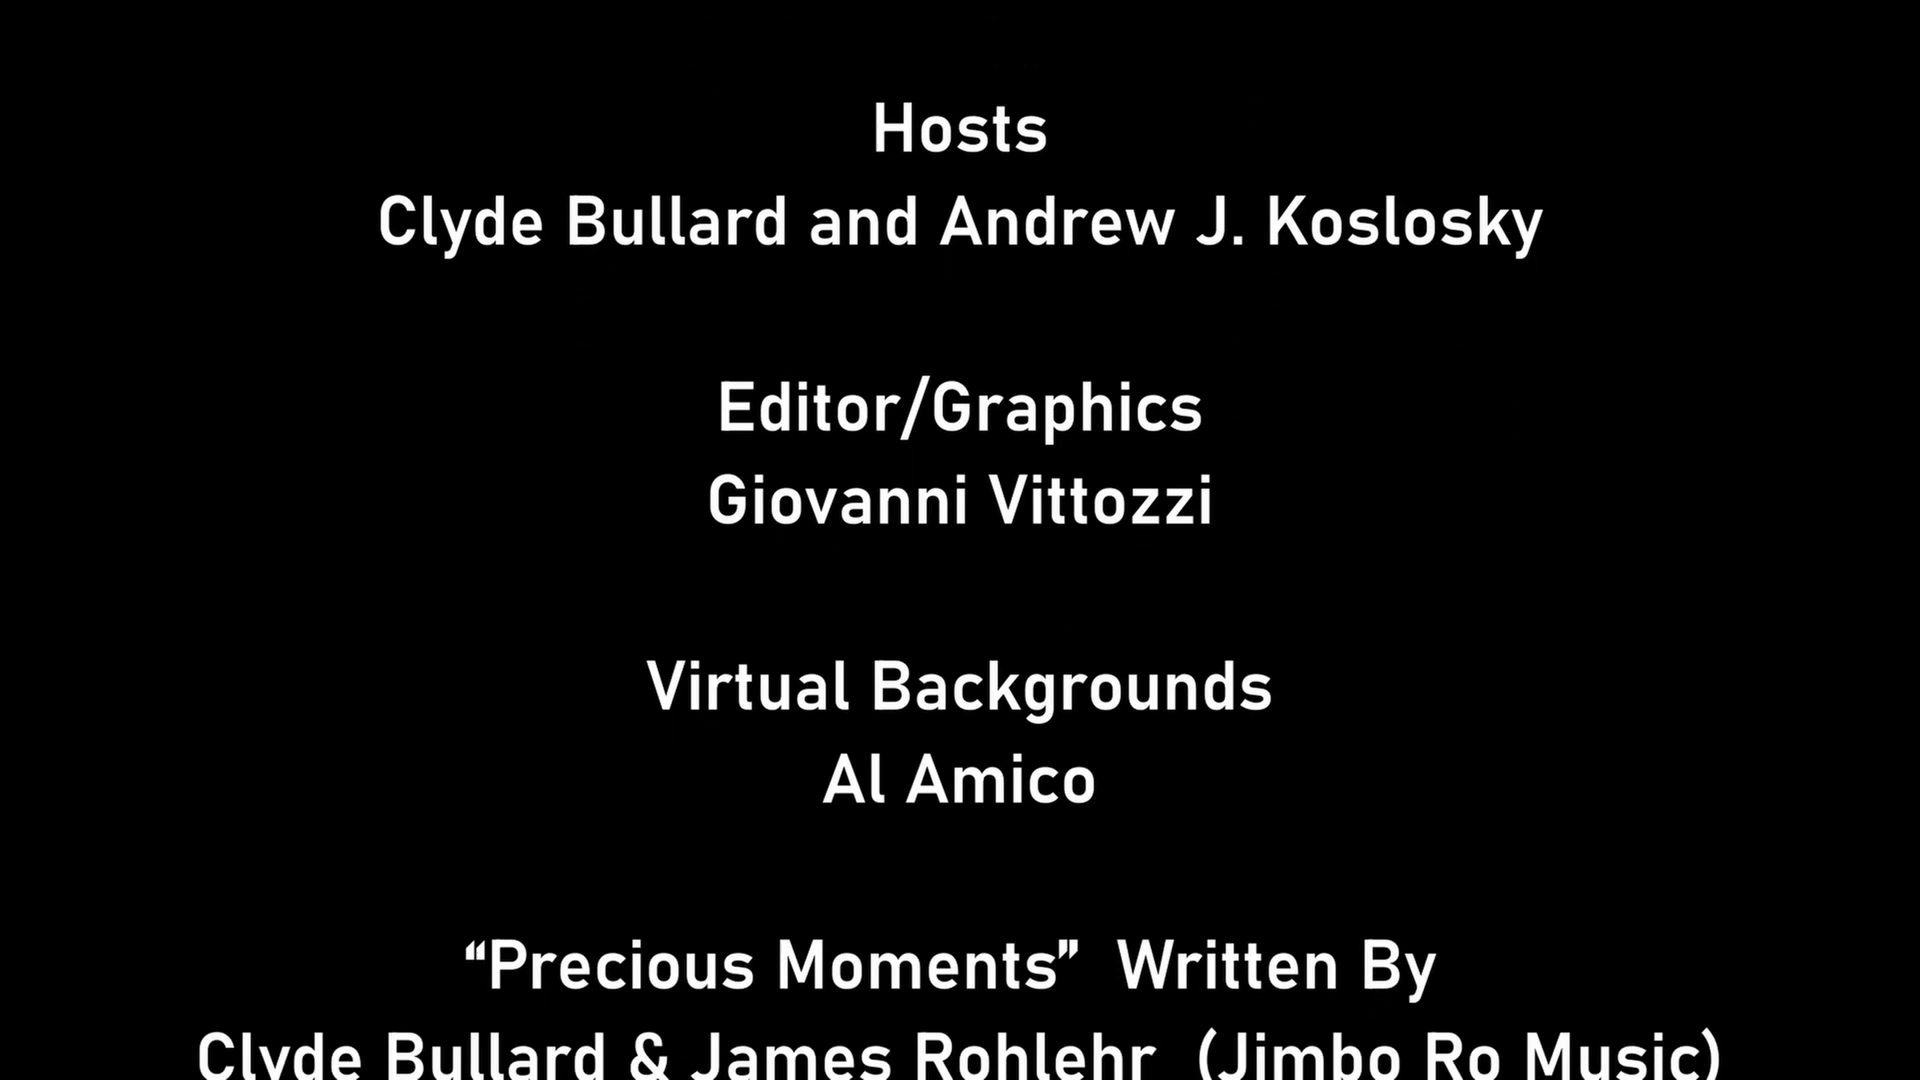 Hosts
Clyde Bullard and Andrew J. Koslosky
Editor/Graphics
Giovanni Vittozzi
Virtual Backgrounds
Al Amico
“Precious Moments”  Written By
Clyde Bullard & James Rohlehr  (Jimbo Ro Music)